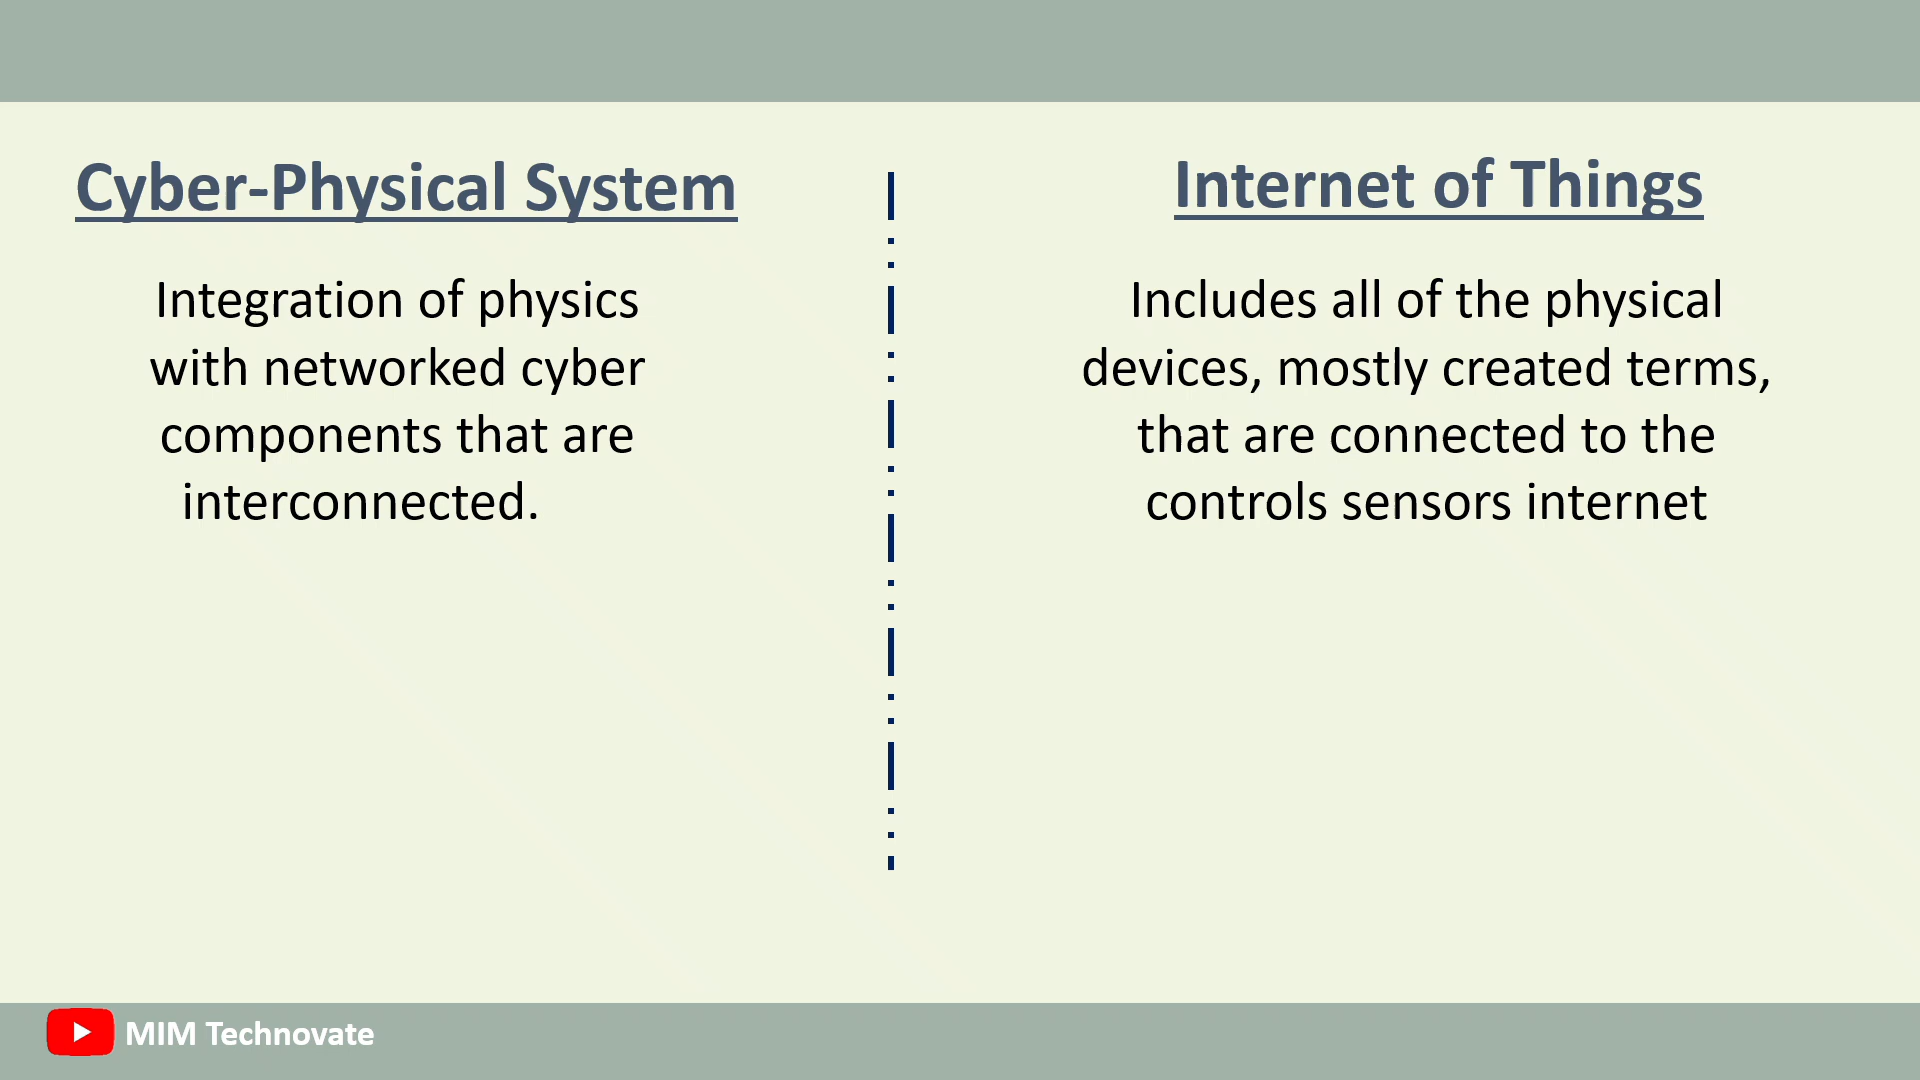 Cyber-Physical System
Integration of physics
with networked cyber
components that are
interconnected.
Internet of Things
Includes all of the physical
devices, mostly created terms,
that are connected to the
controls sensors internet
MIM Technovate